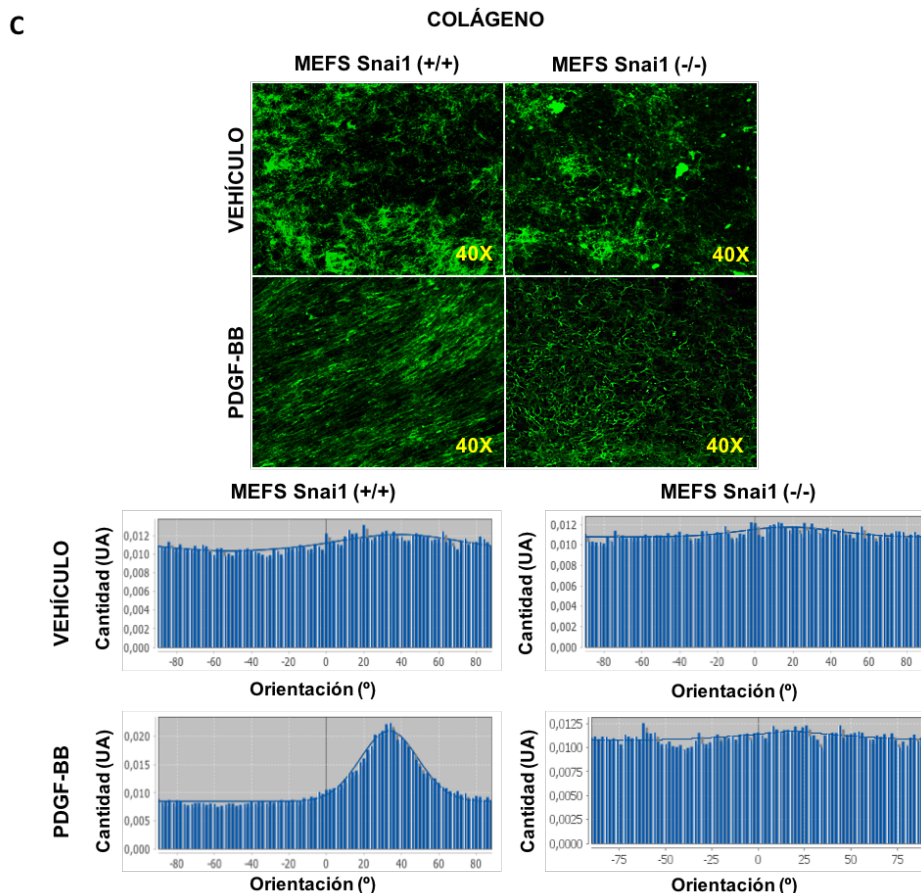 C
COLÁGENO
MEFS Snai1 (+/+) MEFS Snai1 (-/-)
VEHÍCULO
40X 40X
PDGF-BB
40X 40X
MEFS Snai1 (+/+) MEFS Snai1 (-/-)
VEHÍCULO
Cantidad (UA)
0,012
0,010
0,008
0,006
0,004
0,002
0,000
-80 -60 -40 -20 0 20 40 60 80
Orientación (º)
Cantidad (UA)
0,012
0,010
0,008
0,006
0,004
0,002
0,000
-80 -60 -40 -20 0 20 40 60 80
Orientación (º)
PDGF-BB
Cantidad (UA)
0,020
0,015
0,010
0,005
0,000
-80 -60 -40 -20 0 20 40 60 80
Orientación (º)
Cantidad (UA)
0,0125
0,0100
0,0075
0,0050
0,0025
0,0000
-75 -50 -25 0 25 50 75
Orientación (º)